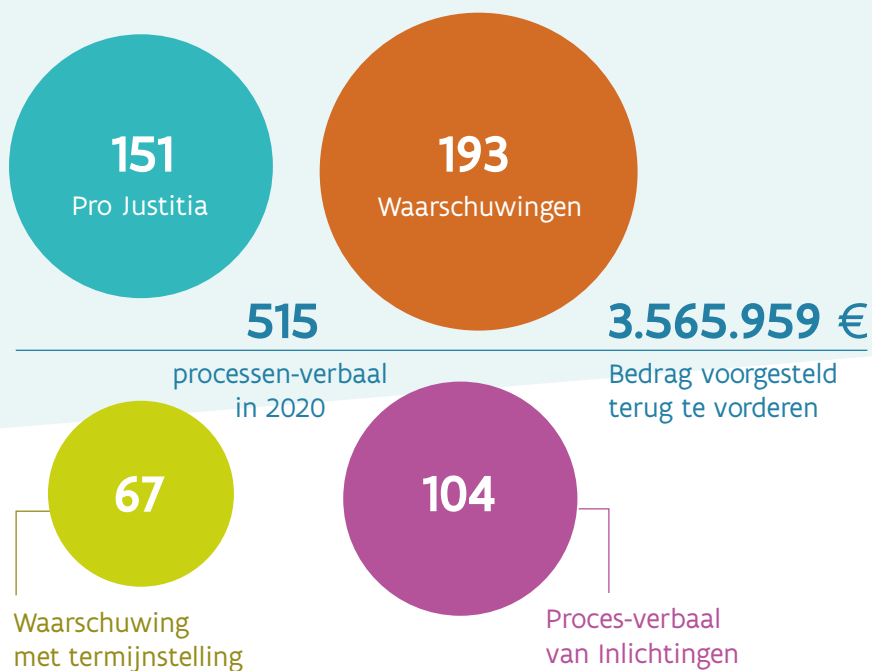 151
Pro Justitia
193
Waarschuwingen
515
processen-verbaal
in 2020
3.565.959 €
Bedrag voorgesteld
terug te vorderen
67
Waarschuwing
met termijnstelling
104
Proces-verbaal
van Inlichtingen